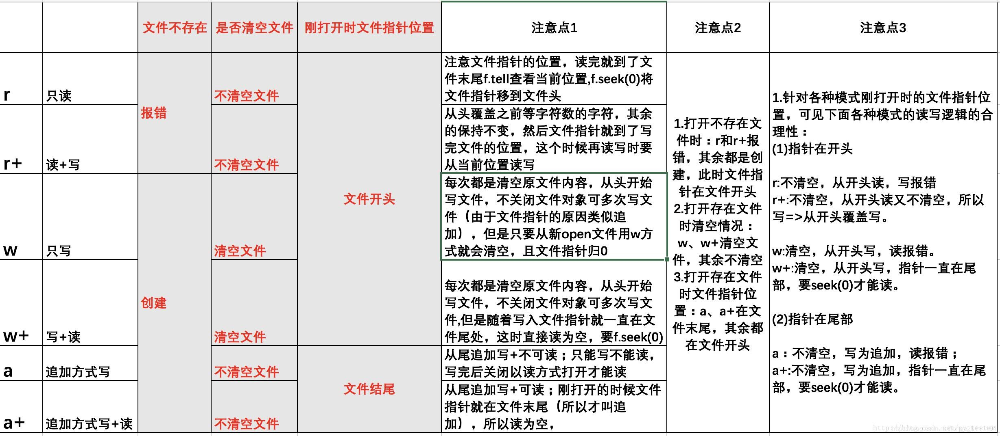 文件不存在
是否清空文件
刚打开时文件指针位置
注意点1
注意点2
注意点3
r
只读
报错
不清空文件
文件开头
注意文件指针的位置，读完就到了文
件末尾f.tell查看当前位置,f.seek(0)将
文件指针移到文件头
r+
读+写
不清空文件
从头覆盖之前等字符数的字符，其余
的保持不变，然后文件指针就到了写
完文件的位置，这个时候再读写时要
从当前位置读写
w
只写
创建
清空文件
每次都是清空原文件内容，从头开始
写文件，不关闭文件对象可多次写文
件（由于文件指针的原因类似追
加），但是只要从新open文件用w方
式就会清空，且文件指针归0
w+
写+读
清空文件
每次都是清空原文件内容，从头开始
写文件，不关闭文件对象可多次写文
件,但是随着写入文件指针就一直在文
件尾处，这时直接读为空，要f.seek(0)
a
追加方式写
不清空文件
文件结尾
从尾追加写+不可读；只能写不能读，
写完后关闭以读方式打开才能读
a+
追加方式写+读
不清空文件
从尾追加写+可读；刚打开的时候文件
指针就在文件末尾（所以才叫追
加），所以读为空，
1.打开不存在文
件时：r和r+报
错，其余都是创
建，此时文件指
针在文件开头
2.打开存在文件
时清空情况：
w、w+清空文
件，其余不清空
3.打开存在文件
时文件指针位
置：a、a+在文
件末尾，其余都
在文件开头
1.针对各种模式刚打开时的文件指针位
置，可见下面各种模式的读写逻辑的合
理性：
(1)指针在开头
r:不清空，从开头读，写报错
r+:不清空，从开头读又不清空，所以
写=>从开头覆盖写。
w:清空，从开头写，读报错。
w+:清空，从开头写，指针一直在尾
部，要seek(0)才能读。
(2)指针在尾部
a：不清空，写为追加，读报错；
a+:不清空，写为追加，指针一直在尾
部，要seek(0)才能读。
http://blog.csdn.net/py_tester